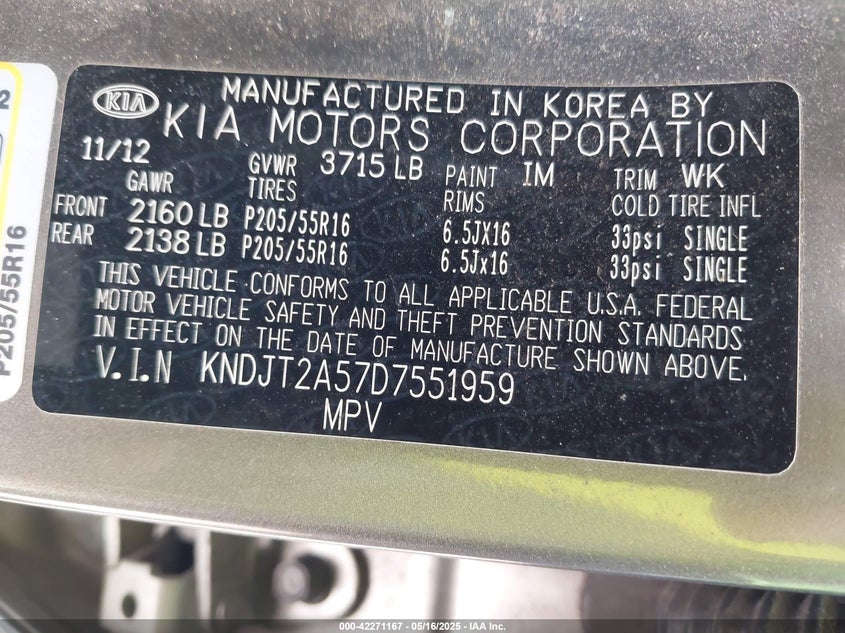 2
P205/55R16
KIA MANUFACTURED IN KOREA BY
KIA MOTORS CORPORATION
11/12 GVWR 3715 LB PAINT IM TRIM WK
GAWR TIRES RIMS COLD TIRE INFL
FRONT 2160 LB P205/55R16 6.5JX16 33psi SINGLE
REAR 2138 LB P205/55R16 6.5Jx16 33psi SINGLE
THIS VEHICLE CONFORMS TO ALL APPLICABLE U.S.A. FEDERAL
MOTOR VEHICLE SAFETY AND THEFT PREVENTION STANDARDS
IN EFFECT ON THE DATE OF MANUFACTURE SHOWN ABOVE.
V.I.N KNDJT2A57D7551959
MPV
000-42271167 - 05/16/2025 - IAA Inc.